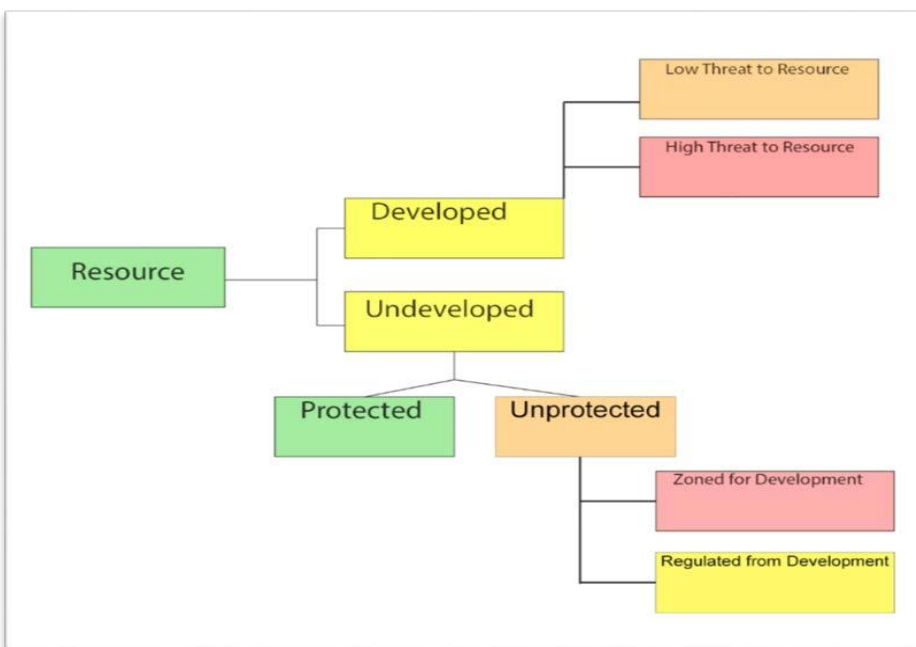 Low Threat to Resource
High Threat to Resource
Developed
Resource
Undeveloped
Protected
Unprotected
Zoned for Development
Regulated from Development